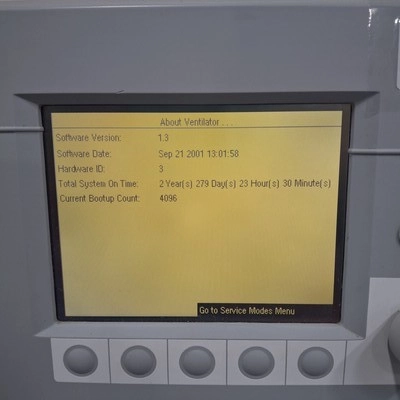 About Ventilator . . . .
Software Version: 1.3
Software Date: Sep 21 2001 13:01:58
Hardware ID: 3
Total System On Time: 2 Year(s) 279 Day(s) 23 Hour(s) 30 Minute(s)
Current Bootup Count: 4096
Go to Service Modes Menu